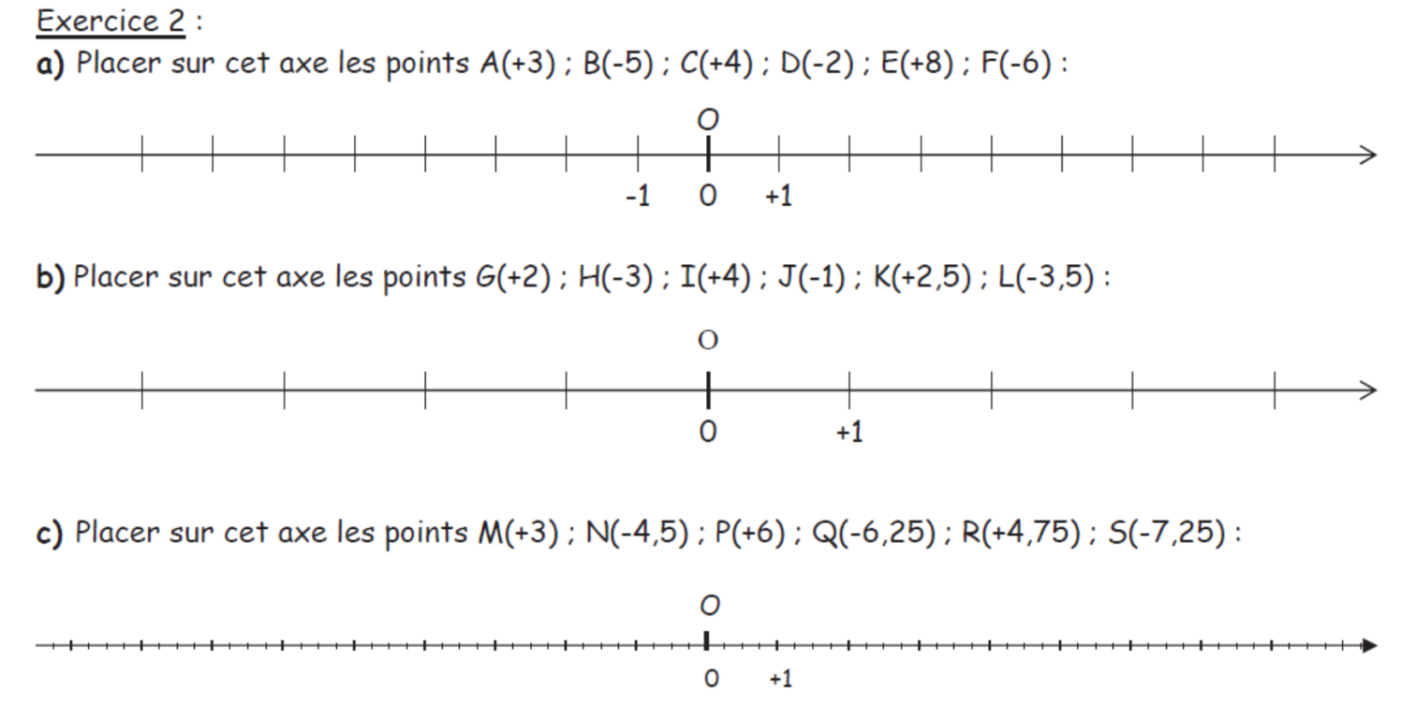 Exercice 2 :
a) Placer sur cet axe les points A(+3) ; B(-5) ; C(+4) ; D(-2) ; E(+8) ; F(-6) :
O
-1 0 +1
b) Placer sur cet axe les points G(+2) ; H(-3) ; I(+4) ; J(-1) ; K(+2,5) ; L(-3,5) :
O
0 +1
c) Placer sur cet axe les points M(+3) ; N(-4,5) ; P(+6) ; Q(-6,25) ; R(+4,75) ; S(-7,25) :
O
0 +1